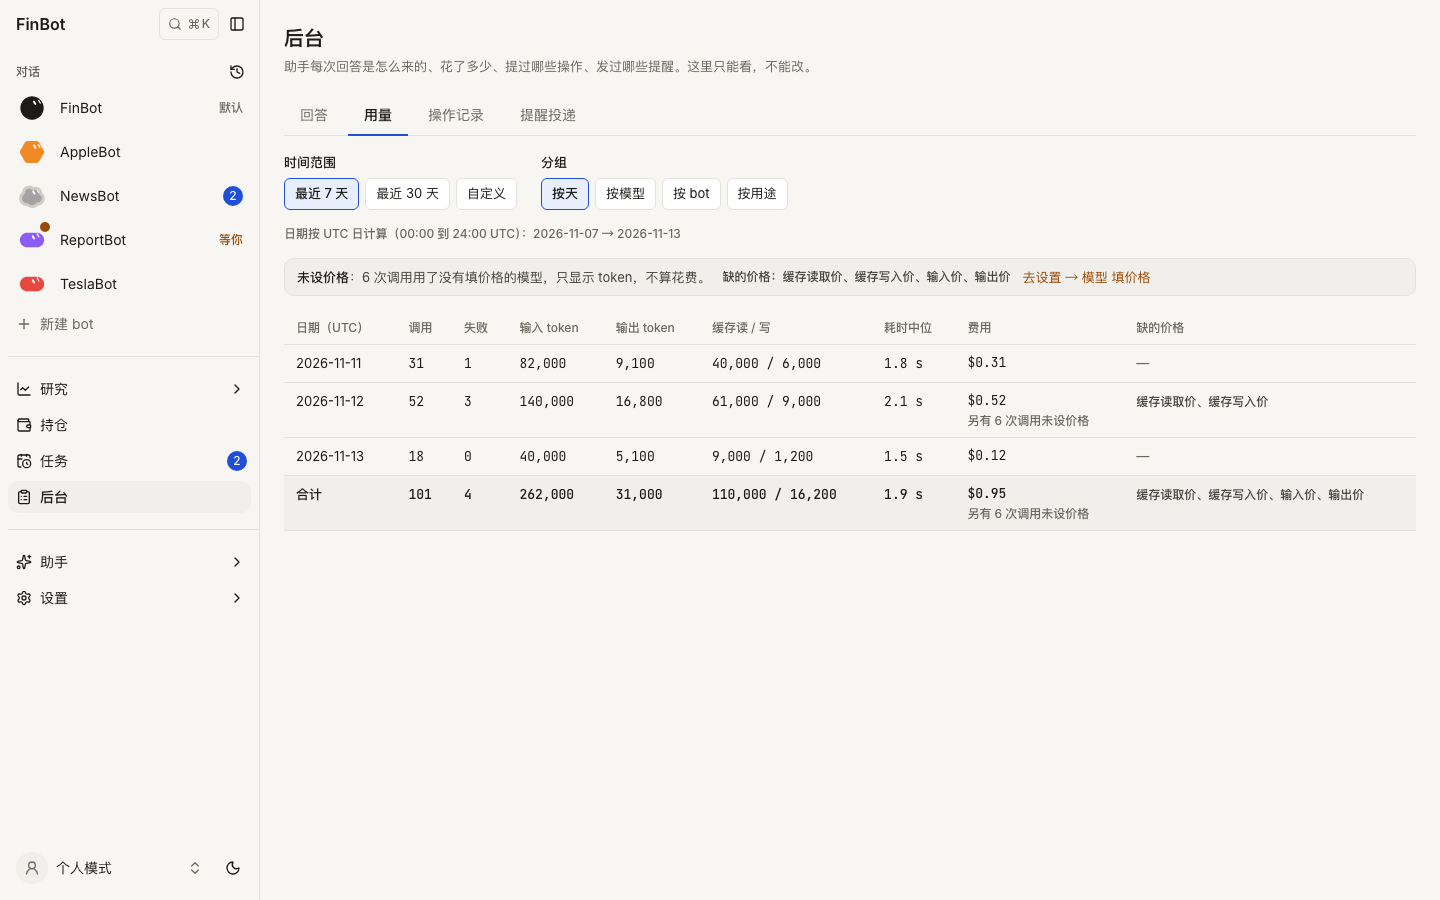 FinBot
⌘K
对话
FinBot 默认
AppleBot
NewsBot 2
ReportBot 等你
TeslaBot
新建 bot
研究
持仓
任务 2
后台
助手
设置
个人模式
后台
助手每次回答是怎么来的、花了多少、提过哪些操作、发过哪些提醒。这里只能看，不能改。
回答 用量 操作记录 提醒投递
时间范围 分组
最近 7 天 最近 30 天 自定义 按天 按模型 按 bot 按用途
日期按 UTC 日计算（00:00 到 24:00 UTC）：2026-11-07 → 2026-11-13
未设价格：6 次调用用了没有填价格的模型，只显示 token，不算花费。 缺的价格：缓存读取价、缓存写入价、输入价、输出价 去设置 → 模型 填价格
日期（UTC） 调用 失败 输入 token 输出 token 缓存读 / 写 耗时中位 费用 缺的价格
2026-11-11 31 1 82,000 9,100 40,000 / 6,000 1.8 s $0.31 —
2026-11-12 52 3 140,000 16,800 61,000 / 9,000 2.1 s $0.52 缓存读取价、缓存写入价
另有 6 次调用未设价格
2026-11-13 18 0 40,000 5,100 9,000 / 1,200 1.5 s $0.12 —
合计 101 4 262,000 31,000 110,000 / 16,200 1.9 s $0.95 缓存读取价、缓存写入价、输入价、输出价
另有 6 次调用未设价格